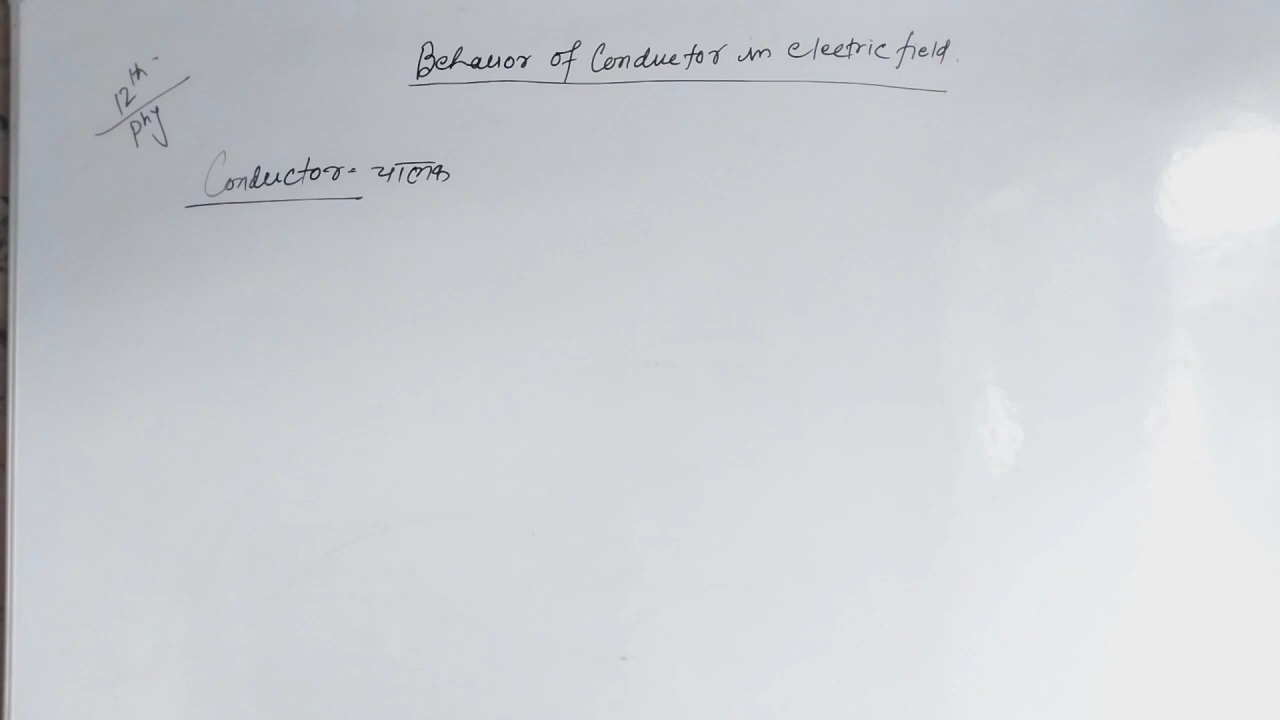 Behavior of Conductor in electric field.
12th
phy
Conductor = चालक